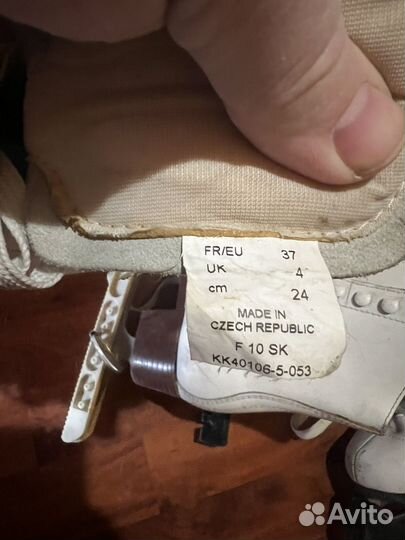 FR/EU 37
UK 4
cm 24
MADE IN
CZECH REPUBLIC
F 10 SK
KK40106-5-053
Avito